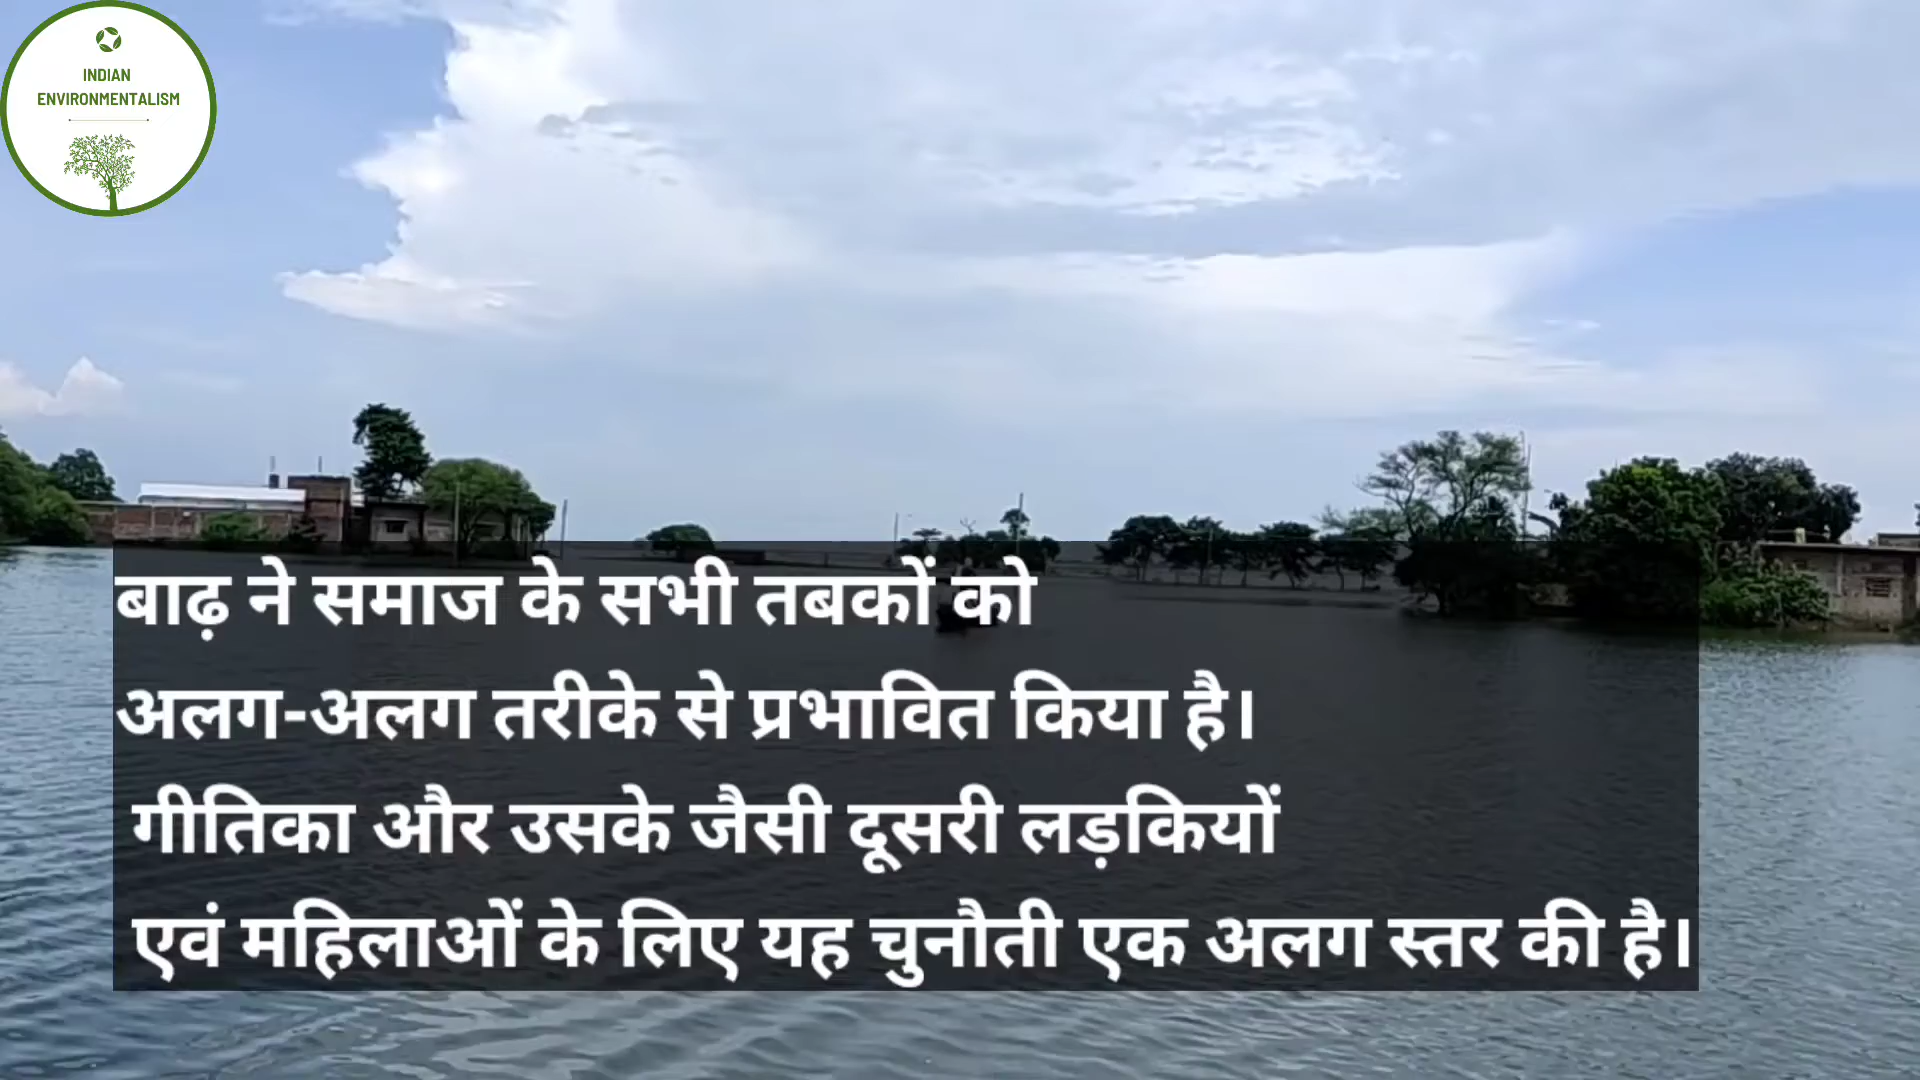 INDIAN
ENVIRONMENTALISM
बाढ़ ने समाज के सभी तबकों को
अलग-अलग तरीके से प्रभावित किया है।
गीतिका और उसके जैसी दूसरी लड़कियों
एवं महिलाओं के लिए यह चुनौती एक अलग स्तर की है।